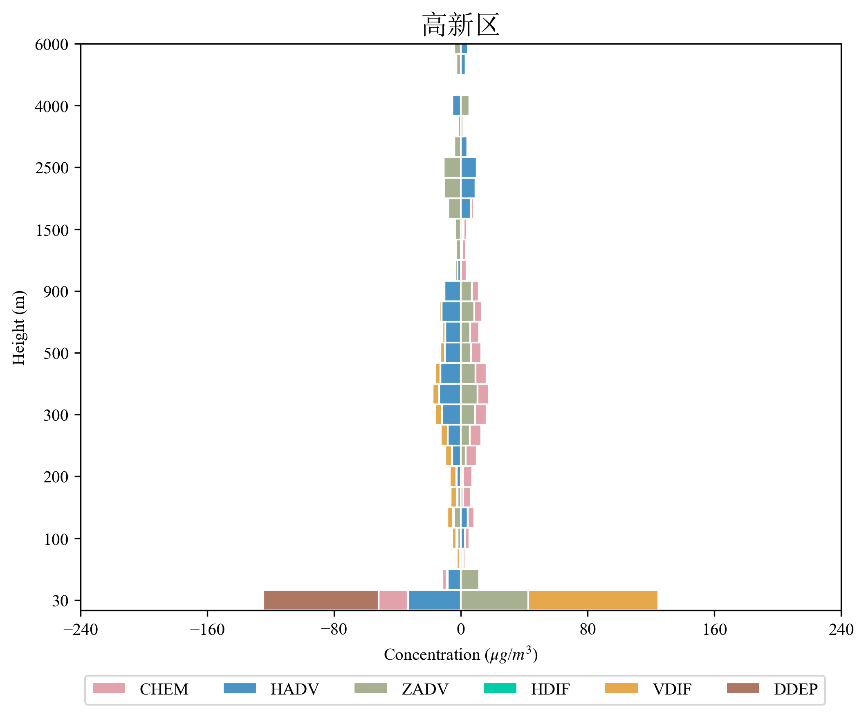 高新区
6000
4000
2500
1500
900
500
300
200
100
30
Height (m)
−240 −160 −80 0 80 160 240
Concentration (μg/m³)
CHEM HADV ZADV HDIF VDIF DDEP